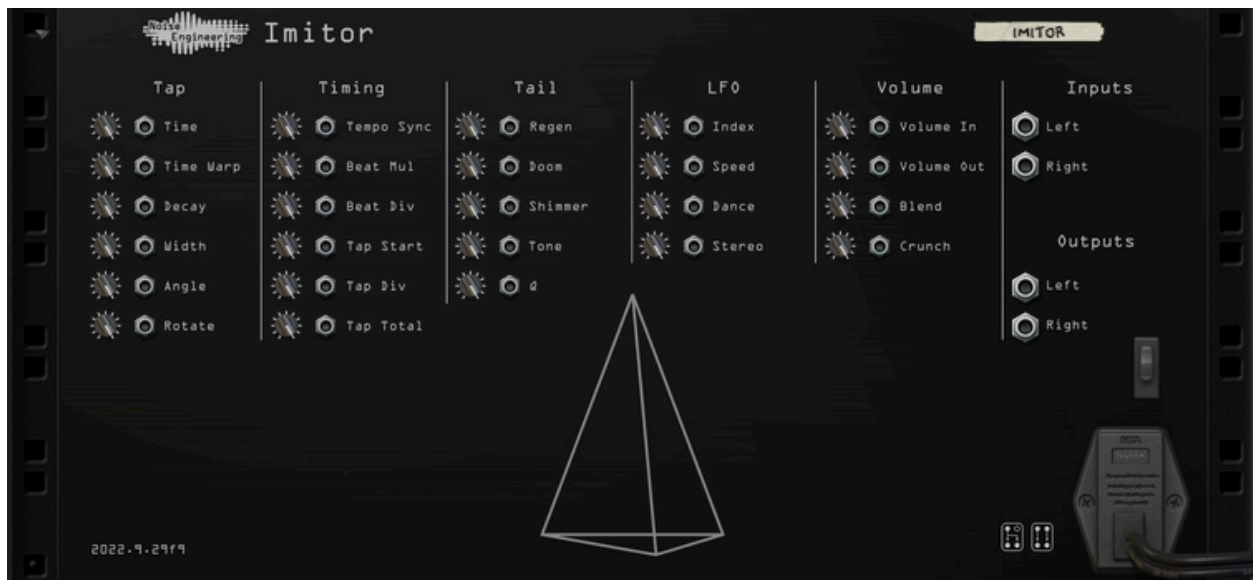 Noise Engineering Imitor
IMITOR
Tap
Time
Time Warp
Decay
Width
Angle
Rotate
Timing
Tempo Sync
Beat Mul
Beat Div
Tap Start
Tap Div
Tap Total
Tail
Regen
Doom
Shimmer
Tone
Q
LFO
Index
Speed
Dance
Stereo
Volume
Volume In
Volume Out
Blend
Crunch
Inputs
Left
Right
Outputs
Left
Right
2022.9.29f9